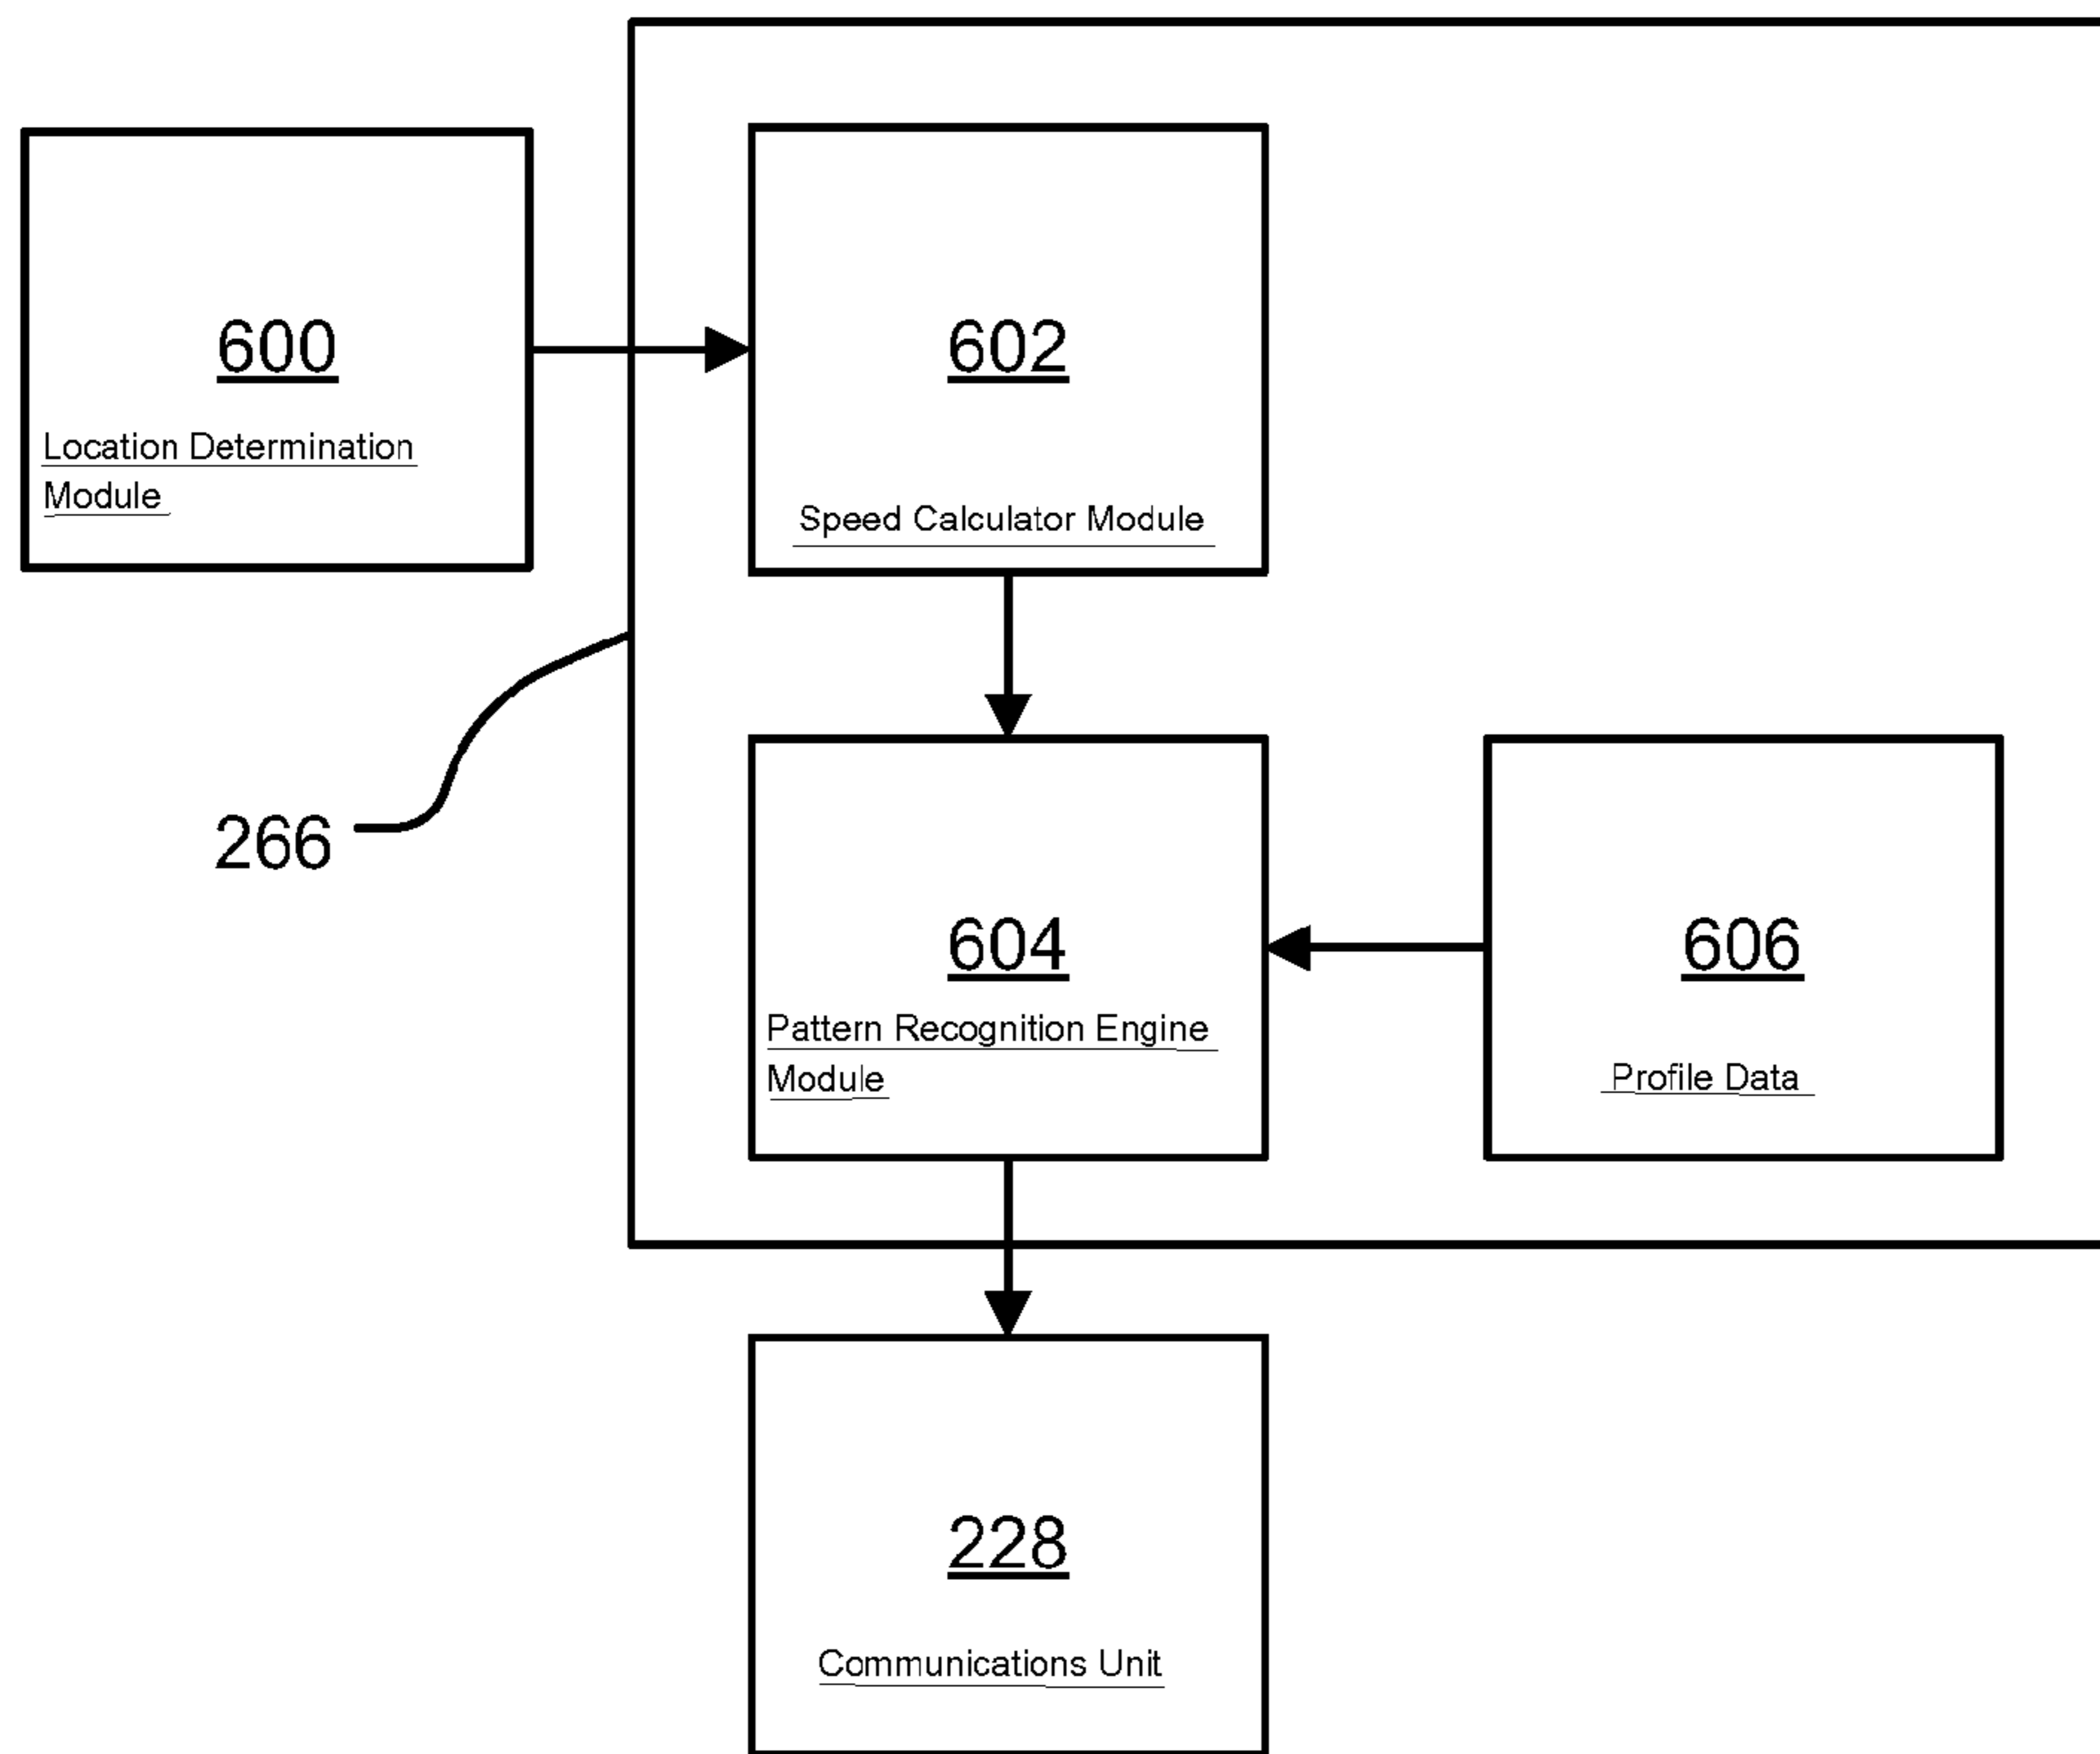 600
Location Determination
Module
602
Speed Calculator Module
266
604
Pattern Recognition Engine
Module
606
Profile Data
228
Communications Unit